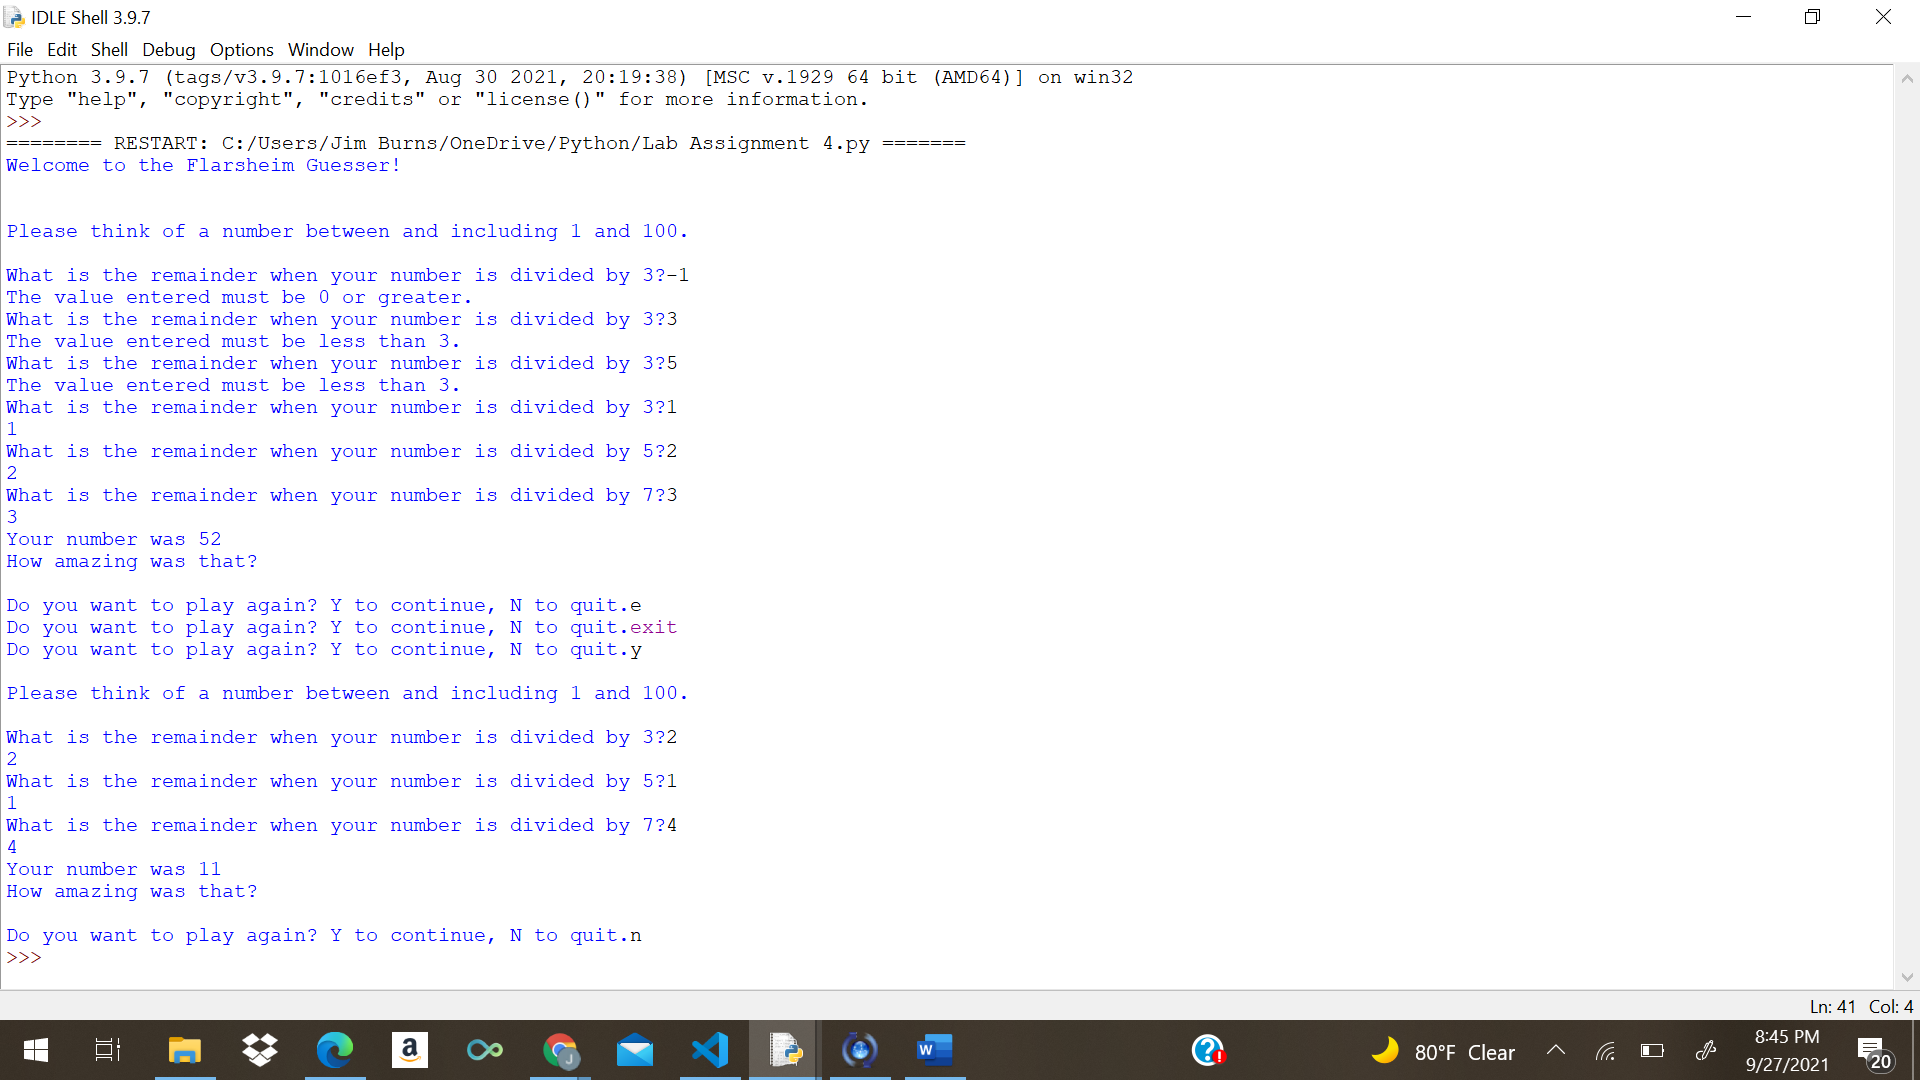 IDLE Shell 3.9.7
File Edit Shell Debug Options Window Help
Python 3.9.7 (tags/v3.9.7:1016ef3, Aug 30 2021, 20:19:38) [MSC v.1929 64 bit (AMD64)] on win32
Type "help", "copyright", "credits" or "license()" for more information.
>>>
======== RESTART: C:/Users/Jim Burns/OneDrive/Python/Lab Assignment 4.py =======
Welcome to the Flarsheim Guesser!
Please think of a number between and including 1 and 100.
What is the remainder when your number is divided by 3?-1
The value entered must be 0 or greater.
What is the remainder when your number is divided by 3?3
The value entered must be less than 3.
What is the remainder when your number is divided by 3?5
The value entered must be less than 3.
What is the remainder when your number is divided by 3?1
1
What is the remainder when your number is divided by 5?2
2
What is the remainder when your number is divided by 7?3
3
Your number was 52
How amazing was that?
Do you want to play again? Y to continue, N to quit.e
Do you want to play again? Y to continue, N to quit.exit
Do you want to play again? Y to continue, N to quit.y
Please think of a number between and including 1 and 100.
What is the remainder when your number is divided by 3?2
2
What is the remainder when your number is divided by 5?1
1
What is the remainder when your number is divided by 7?4
4
Your number was 11
How amazing was that?
Do you want to play again? Y to continue, N to quit.n
>>>
Ln: 41 Col: 4
a
J
W
?
!
80°F Clear
8:45 PM
9/27/2021
20